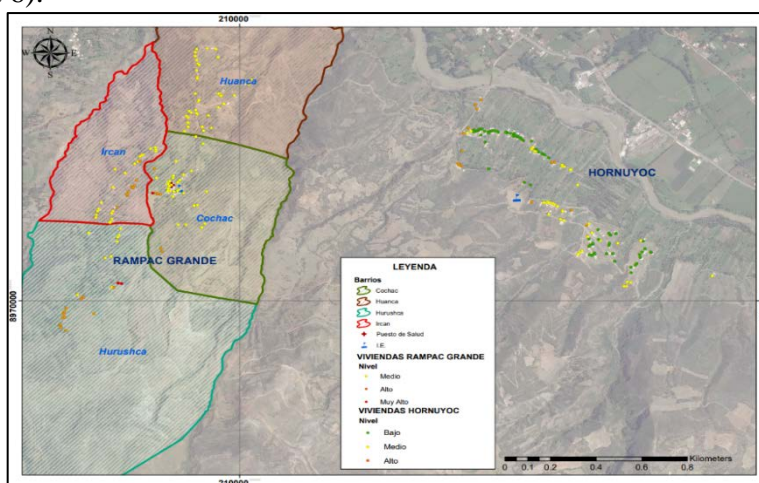 210000
N
W E
S
Huanca
Ircan
HORNUYOC
Cochac
RAMPAC GRANDE
8970000
Hurushca
LEYENDA
Barrios
Cochac
Huanca
Hurushca
Ircan
Puesto de Salud
I.E.
VIVIENDAS RAMPAC GRANDE
Nivel
Medio
Alto
Muy Alto
VIVIENDAS HORNUYOC
Nivel
Bajo
Medio
Alto
Kilometers
0 0.1 0.2 0.4 0.6 0.8
210000